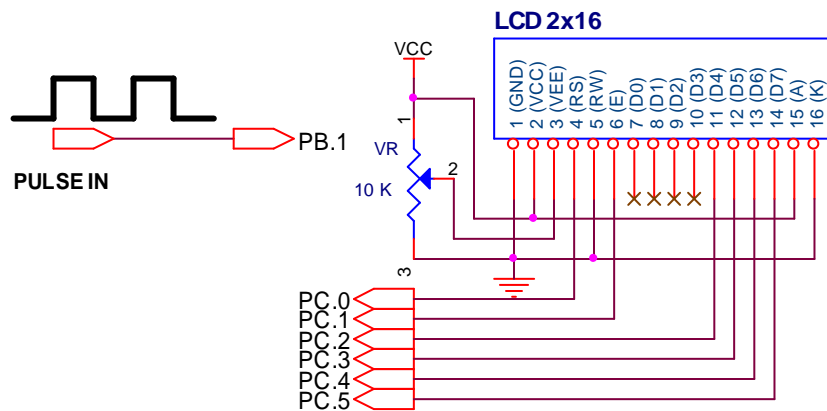 LCD 2x16
VCC
1 (GND)
2 (VCC)
3 (VEE)
4 (RS)
5 (RW)
6 (E)
7 (D0)
8 (D1)
9 (D2)
10 (D3)
11 (D4)
12 (D5)
13 (D6)
14 (D7)
15 (A)
16 (K)
1
PB.1
VR
2
PULSE IN
10 K
3
PC.0
PC.1
PC.2
PC.3
PC.4
PC.5